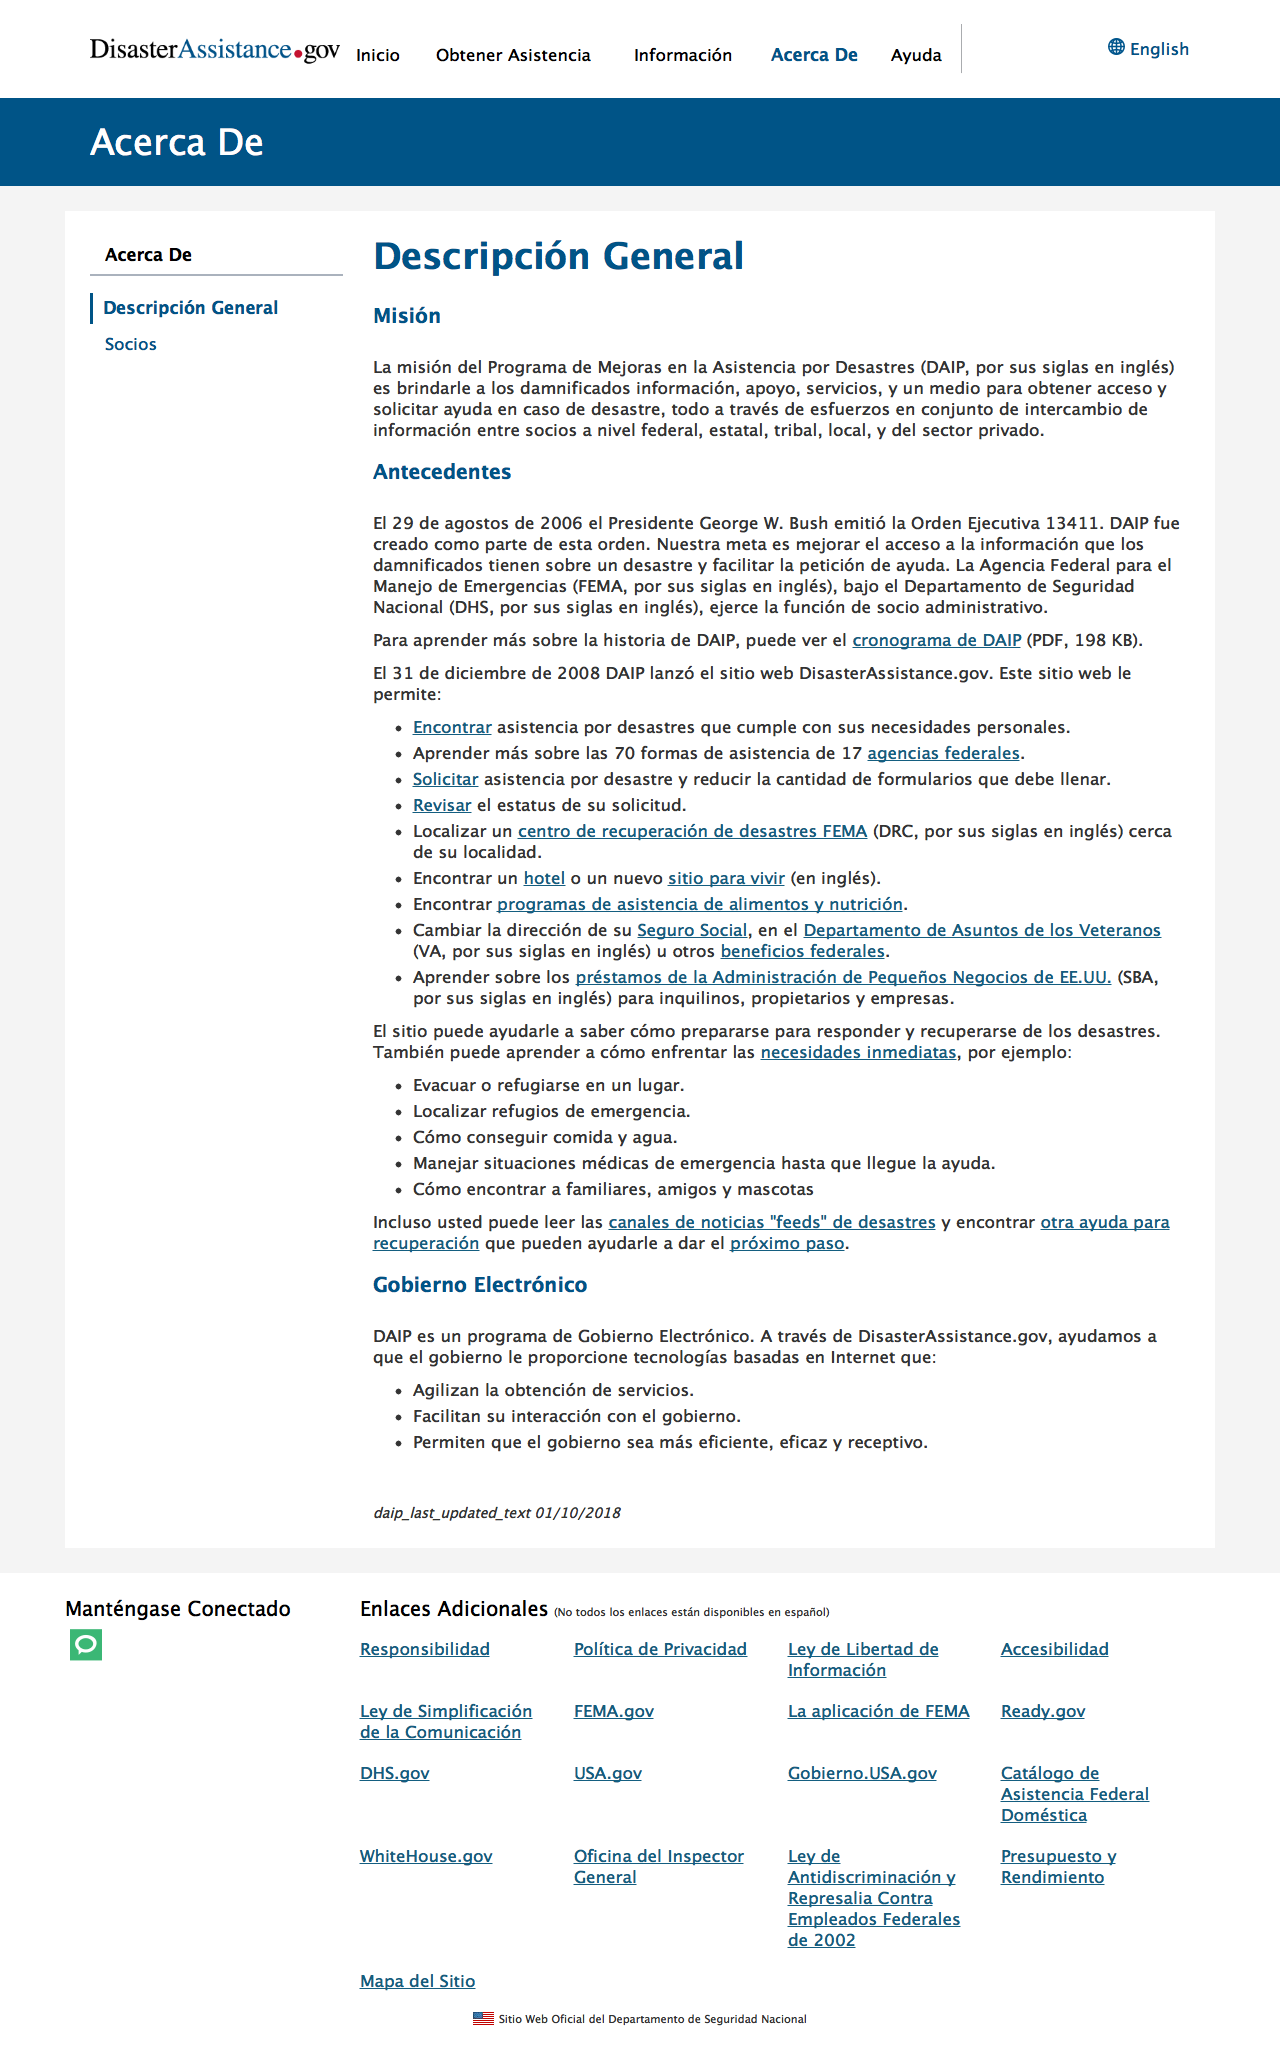 DisasterAssistance.gov
Inicio
Obtener Asistencia
Información
Acerca De
Ayuda
English
Acerca De
Acerca De
Descripción General
Socios
Descripción General
Misión
La misión del Programa de Mejoras en la Asistencia por Desastres (DAIP, por sus siglas en inglés)
es brindarle a los damnificados información, apoyo, servicios, y un medio para obtener acceso y
solicitar ayuda en caso de desastre, todo a través de esfuerzos en conjunto de intercambio de
información entre socios a nivel federal, estatal, tribal, local, y del sector privado.
Antecedentes
El 29 de agostos de 2006 el Presidente George W. Bush emitió la Orden Ejecutiva 13411. DAIP fue
creado como parte de esta orden. Nuestra meta es mejorar el acceso a la información que los
damnificados tienen sobre un desastre y facilitar la petición de ayuda. La Agencia Federal para el
Manejo de Emergencias (FEMA, por sus siglas en inglés), bajo el Departamento de Seguridad
Nacional (DHS, por sus siglas en inglés), ejerce la función de socio administrativo.
Para aprender más sobre la historia de DAIP, puede ver el cronograma de DAIP (PDF, 198 KB).
El 31 de diciembre de 2008 DAIP lanzó el sitio web DisasterAssistance.gov. Este sitio web le
permite:
• Encontrar asistencia por desastres que cumple con sus necesidades personales.
• Aprender más sobre las 70 formas de asistencia de 17 agencias federales.
• Solicitar asistencia por desastre y reducir la cantidad de formularios que debe llenar.
• Revisar el estatus de su solicitud.
• Localizar un centro de recuperación de desastres FEMA (DRC, por sus siglas en inglés) cerca
de su localidad.
• Encontrar un hotel o un nuevo sitio para vivir (en inglés).
• Encontrar programas de asistencia de alimentos y nutrición.
• Cambiar la dirección de su Seguro Social, en el Departamento de Asuntos de los Veteranos
(VA, por sus siglas en inglés) u otros beneficios federales.
• Aprender sobre los préstamos de la Administración de Pequeños Negocios de EE.UU. (SBA,
por sus siglas en inglés) para inquilinos, propietarios y empresas.
El sitio puede ayudarle a saber cómo prepararse para responder y recuperarse de los desastres.
También puede aprender a cómo enfrentar las necesidades inmediatas, por ejemplo:
• Evacuar o refugiarse en un lugar.
• Localizar refugios de emergencia.
• Cómo conseguir comida y agua.
• Manejar situaciones médicas de emergencia hasta que llegue la ayuda.
• Cómo encontrar a familiares, amigos y mascotas
Incluso usted puede leer las canales de noticias "feeds" de desastres y encontrar otra ayuda para
recuperación que pueden ayudarle a dar el próximo paso.
Gobierno Electrónico
DAIP es un programa de Gobierno Electrónico. A través de DisasterAssistance.gov, ayudamos a
que el gobierno le proporcione tecnologías basadas en Internet que:
• Agilizan la obtención de servicios.
• Facilitan su interacción con el gobierno.
• Permiten que el gobierno sea más eficiente, eficaz y receptivo.
daip_last_updated_text 01/10/2018
Manténgase Conectado
Enlaces Adicionales (No todos los enlaces están disponibles en español)
Responsibilidad
Política de Privacidad
Ley de Libertad de
Información
Accesibilidad
Ley de Simplificación
de la Comunicación
FEMA.gov
La aplicación de FEMA
Ready.gov
DHS.gov
USA.gov
Gobierno.USA.gov
Catálogo de
Asistencia Federal
Doméstica
WhiteHouse.gov
Oficina del Inspector
General
Ley de
Antidiscriminación y
Represalia Contra
Empleados Federales
de 2002
Presupuesto y
Rendimiento
Mapa del Sitio
Sitio Web Oficial del Departamento de Seguridad Nacional